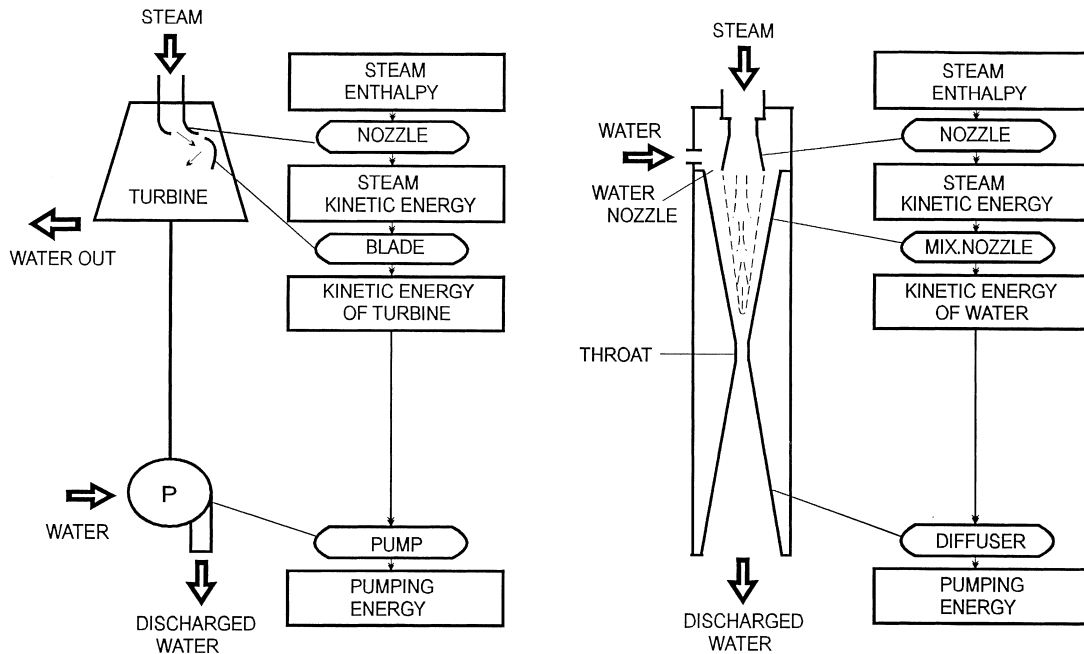 STEAM
STEAM
ENTHALPY
NOZZLE
STEAM
KINETIC ENERGY
TURBINE
BLADE
WATER OUT
KINETIC ENERGY
OF TURBINE
P
WATER
PUMP
PUMPING
ENERGY
DISCHARGED
WATER
STEAM
STEAM
ENTHALPY
WATER
NOZZLE
WATER
NOZZLE
STEAM
KINETIC ENERGY
MIX.NOZZLE
KINETIC ENERGY
OF WATER
THROAT
DIFFUSER
PUMPING
ENERGY
DISCHARGED
WATER